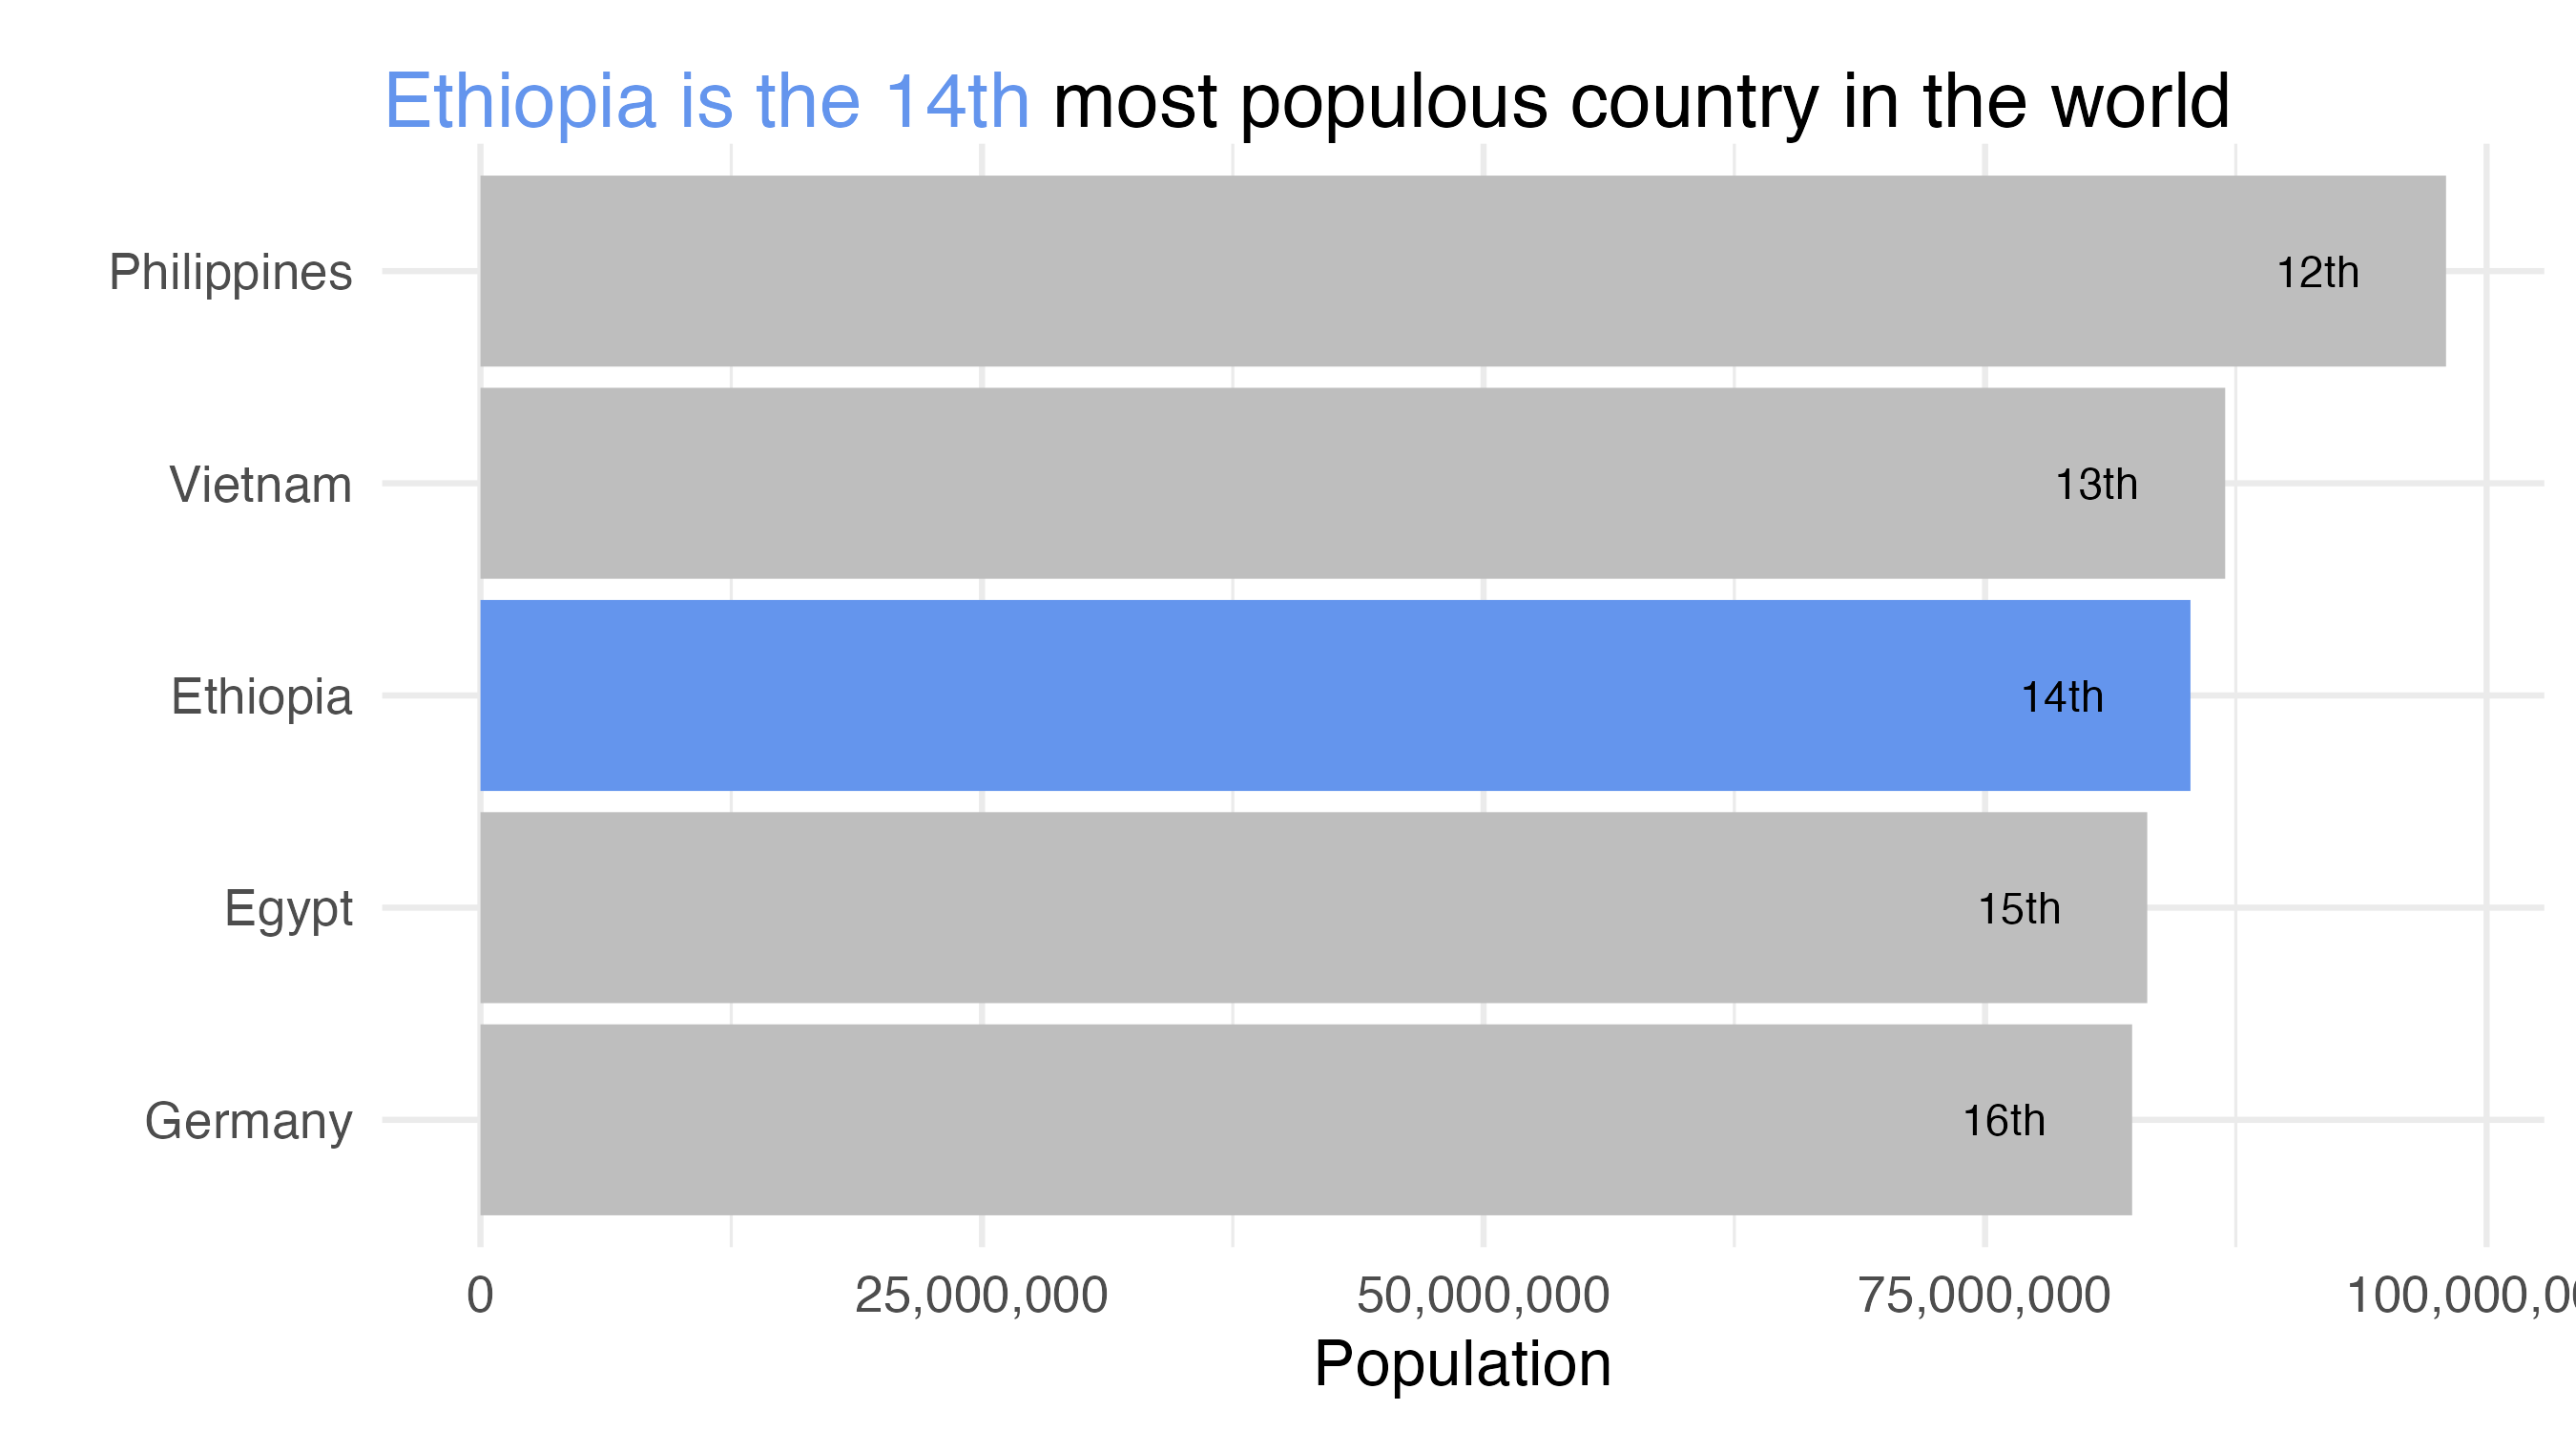 Ethiopia is the 14th most populous country in the world
Philippines 12th
Vietnam 13th
Ethiopia 14th
Egypt 15th
Germany 16th
0 25,000,000 50,000,000 75,000,000
Population